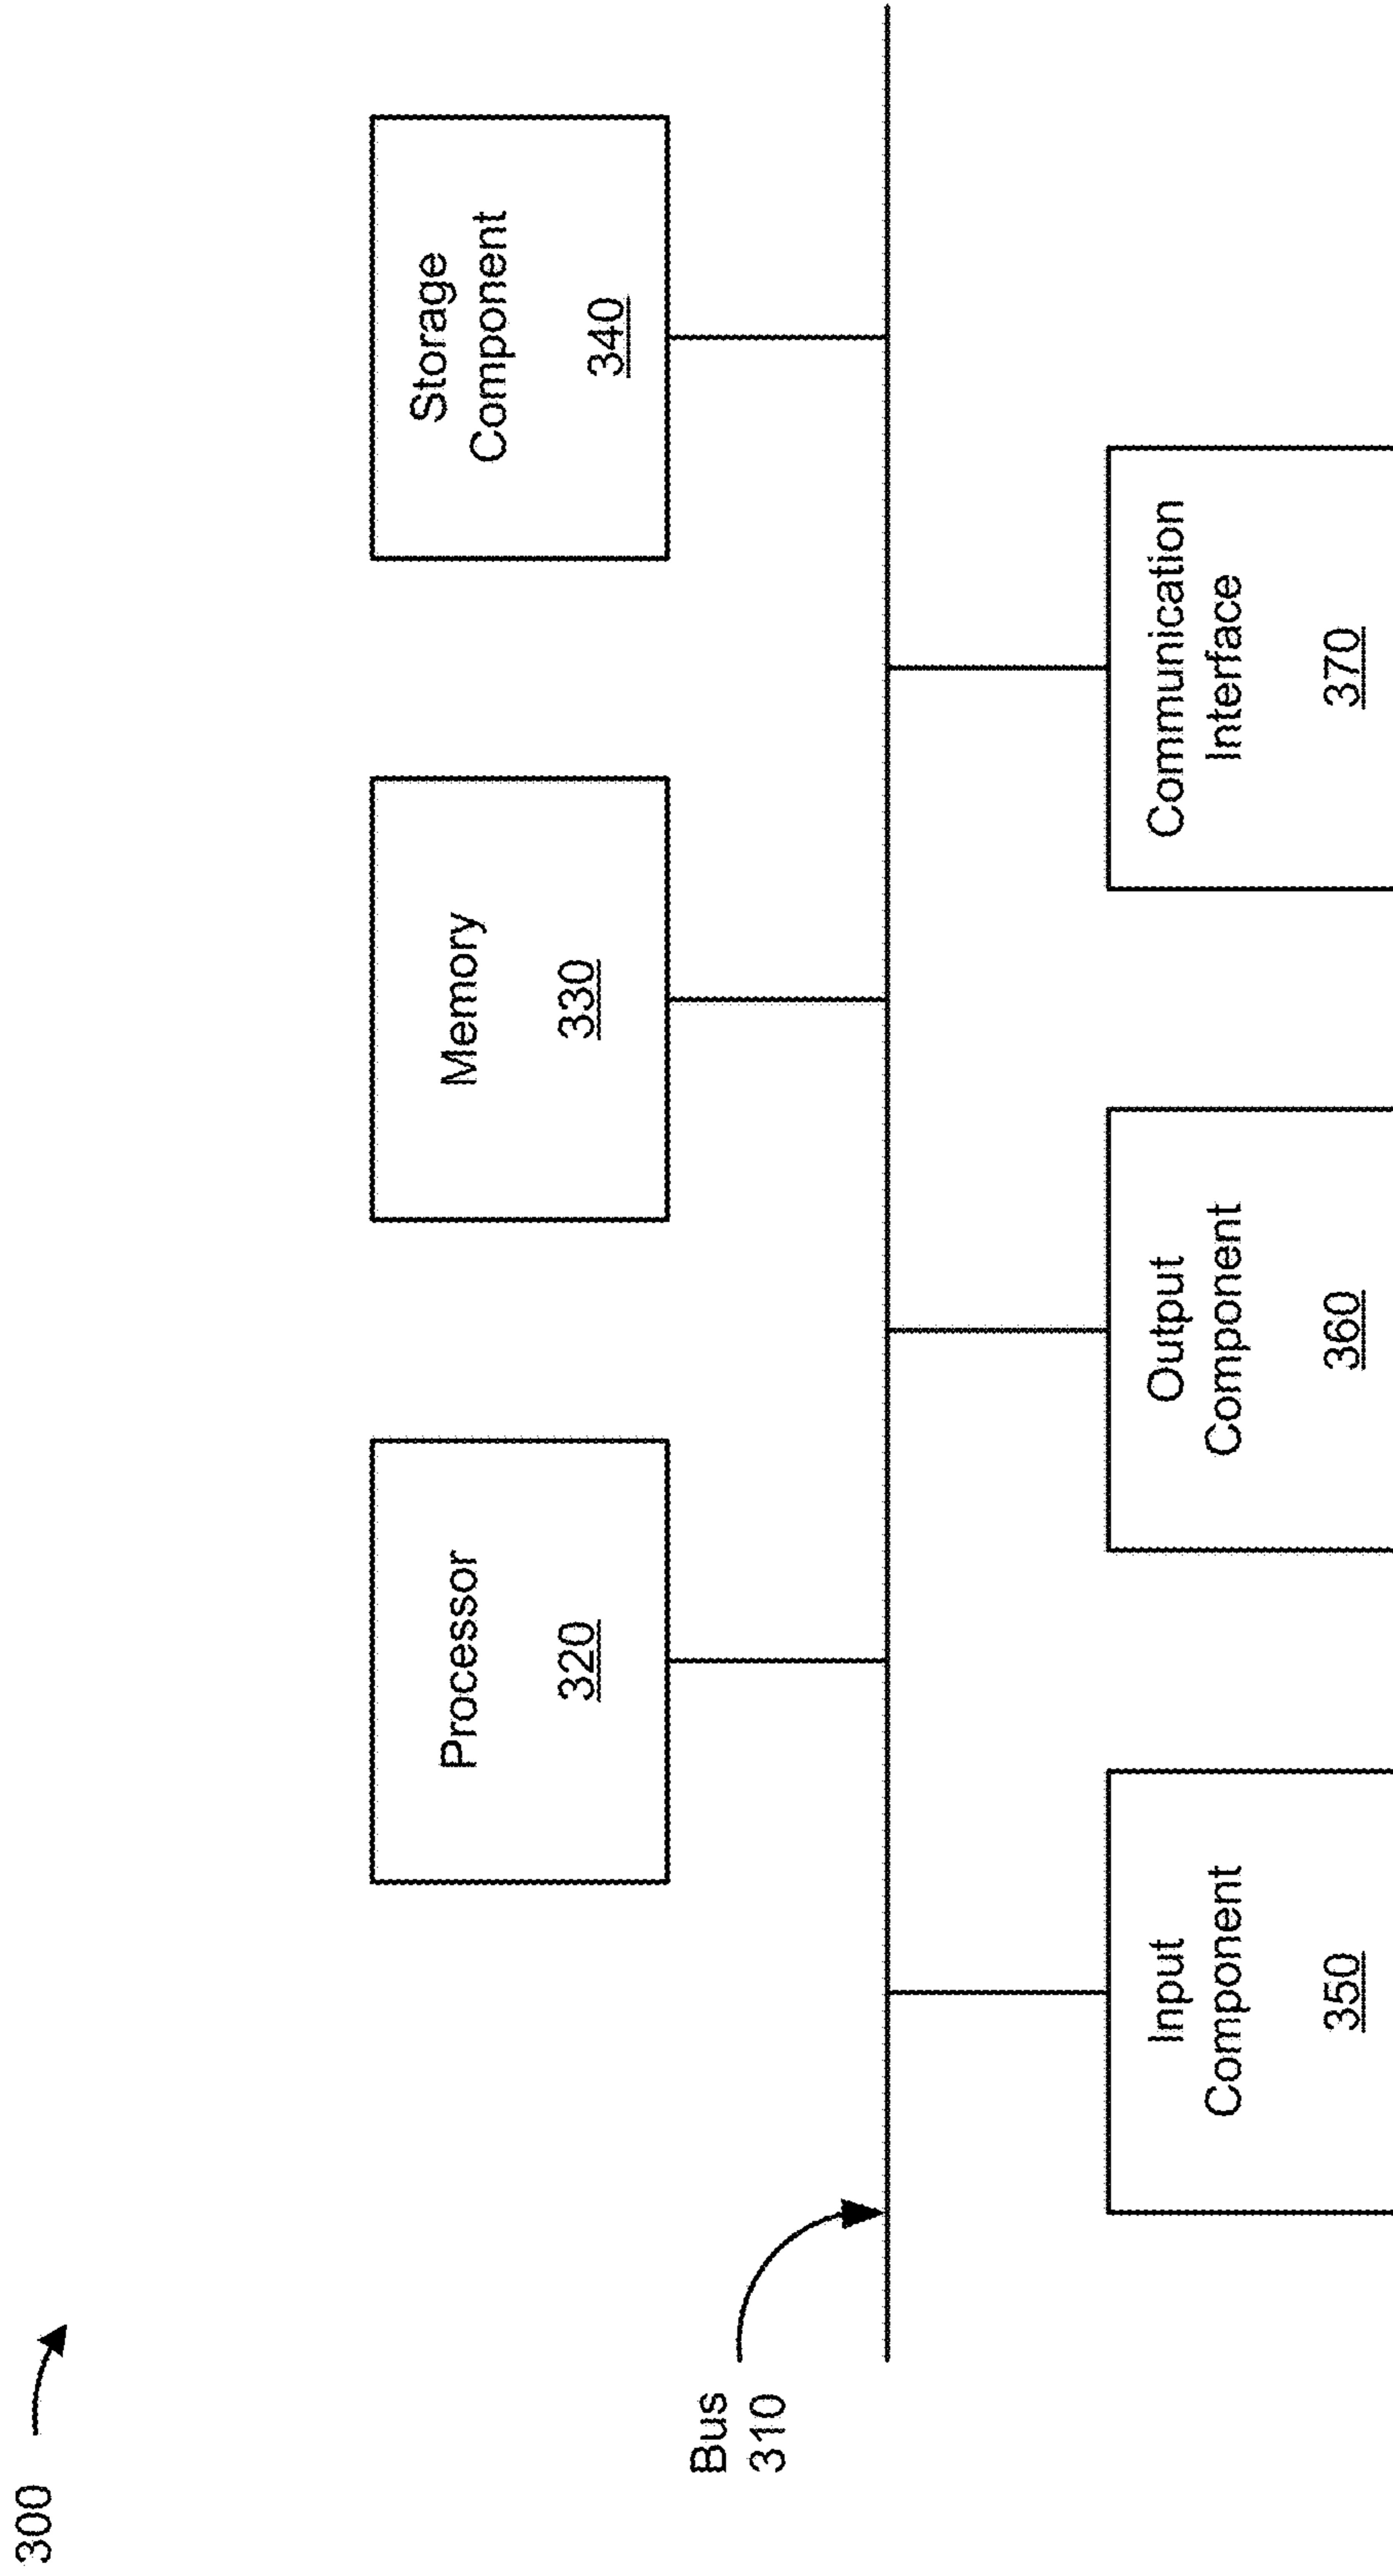 300
Processor
320
Memory
330
Storage
Component
340
Bus
310
Input
Component
350
Output
Component
360
Communication
Interface
370